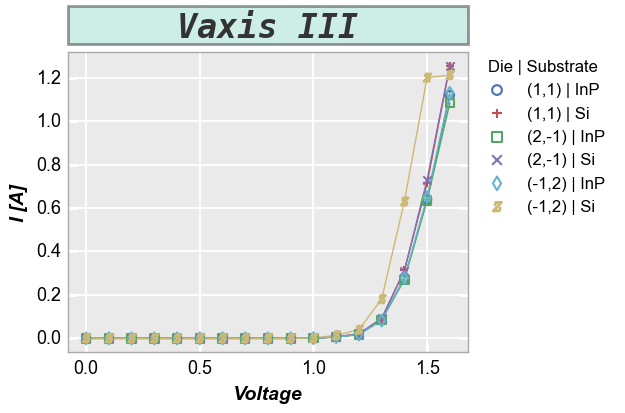 Vaxis III
Die | Substrate
(1,1) | InP
(1,1) | Si
(2,-1) | InP
(2,-1) | Si
(-1,2) | InP
(-1,2) | Si
I [A]
1.2
1.0
0.8
0.6
0.4
0.2
0.0
0.0 0.5 1.0 1.5
Voltage